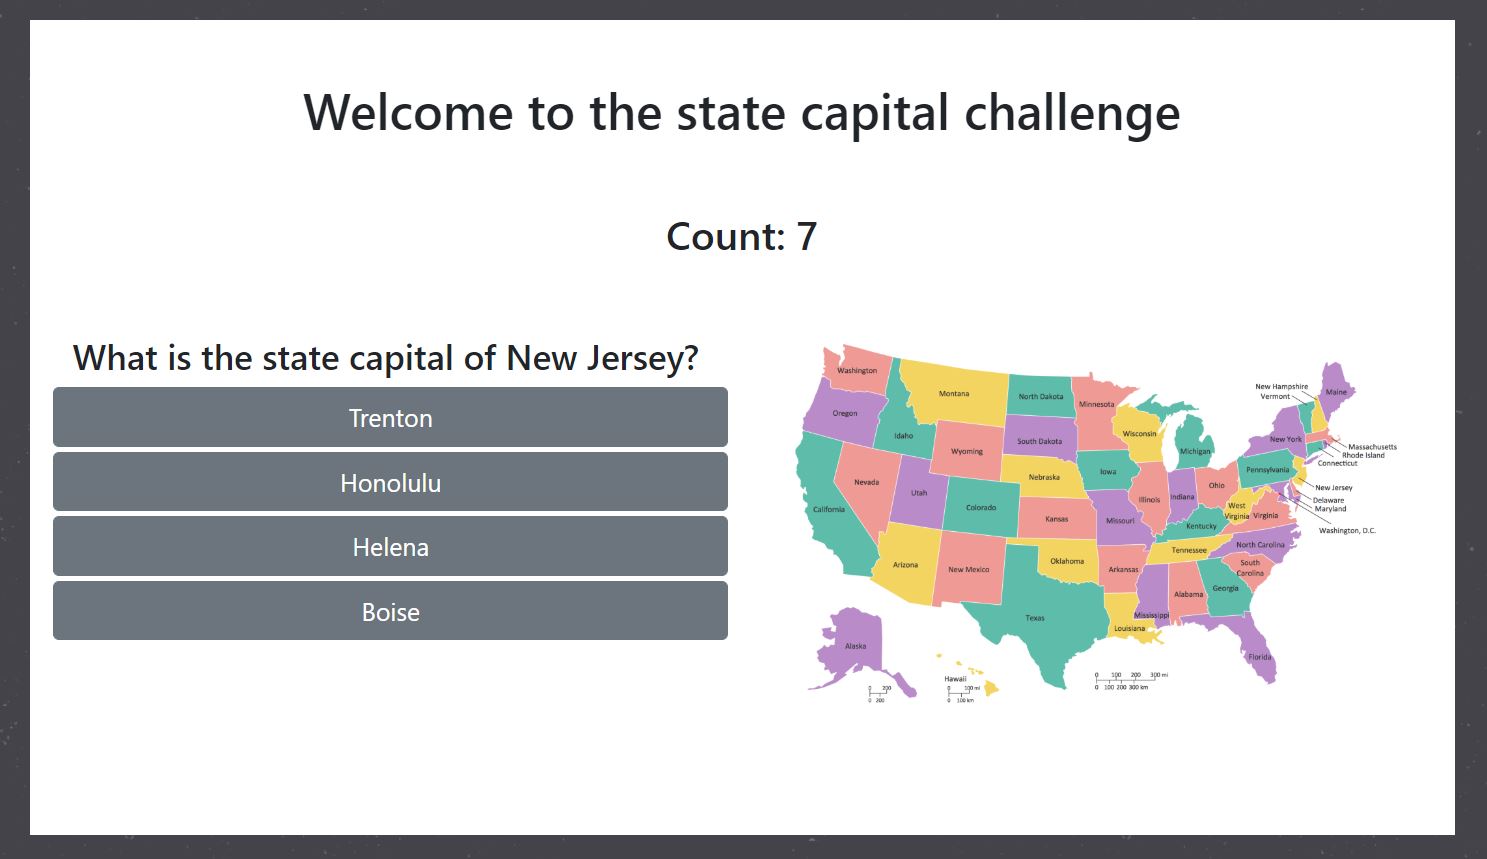 Welcome to the state capital challenge
Count: 7
What is the state capital of New Jersey?
Trenton
Honolulu
Helena
Boise
Washington
Oregon
California
Idaho
Nevada
Montana
Wyoming
Utah
Arizona
Colorado
New Mexico
North Dakota
South Dakota
Nebraska
Kansas
Oklahoma
Texas
Minnesota
Iowa
Missouri
Arkansas
Louisiana
Wisconsin
Illinois
Michigan
Indiana
Ohio
Kentucky
Tennessee
Mississippi
Alabama
Georgia
Florida
South
Carolina
North Carolina
West
Virginia
Virginia
Pennsylvania
New York
New Hampshire
Vermont
Maine
Massachusetts
Rhode Island
Connecticut
New Jersey
Delaware
Maryland
Washington, D.C.
Alaska
0 200
0 200
Hawaii
0 100 mi
0 100 km
0 100 200 300 mi
0 100 200 300 km